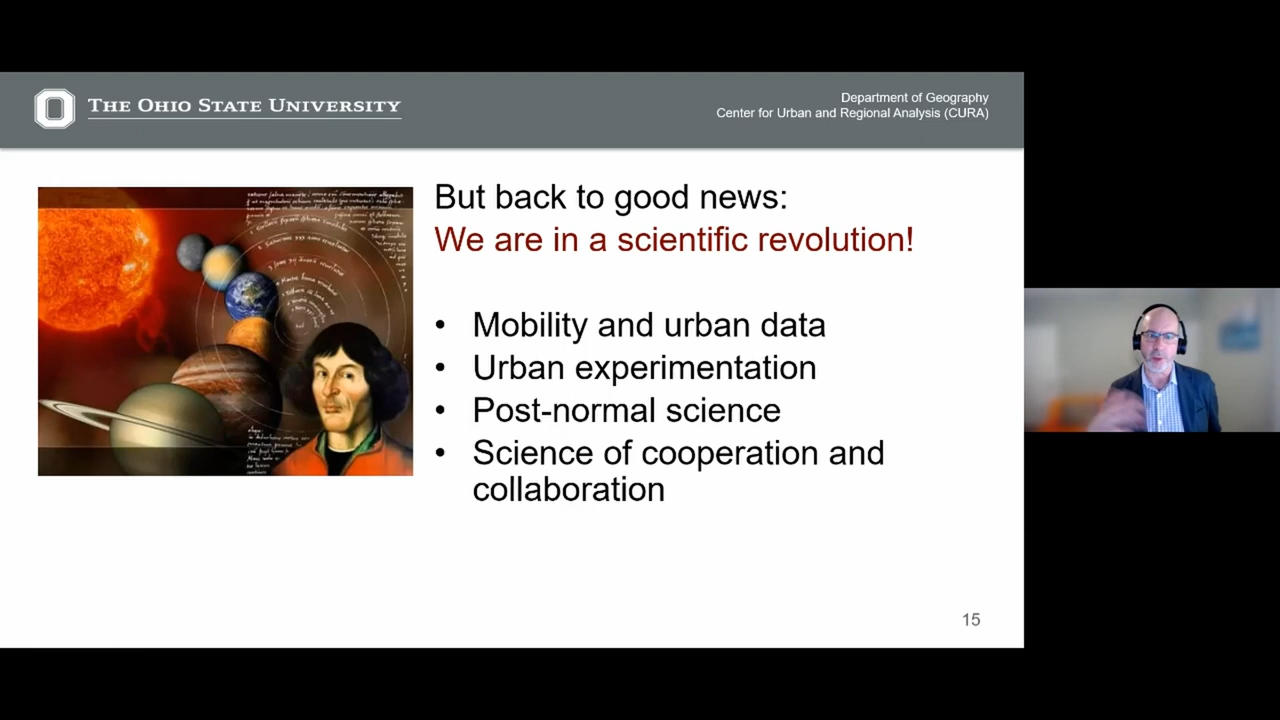 THE OHIO STATE UNIVERSITY
Department of Geography
Center for Urban and Regional Analysis (CURA)
But back to good news:
We are in a scientific revolution!
• Mobility and urban data
• Urban experimentation
• Post-normal science
• Science of cooperation and
collaboration
15